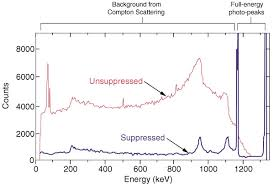 Background from
Compton Scattering
Full-energy
photo-peaks
8000
6000
4000
2000
0
Counts
Unsuppressed
Suppressed
0
200
400
600
800
1000
1200
Energy (keV)